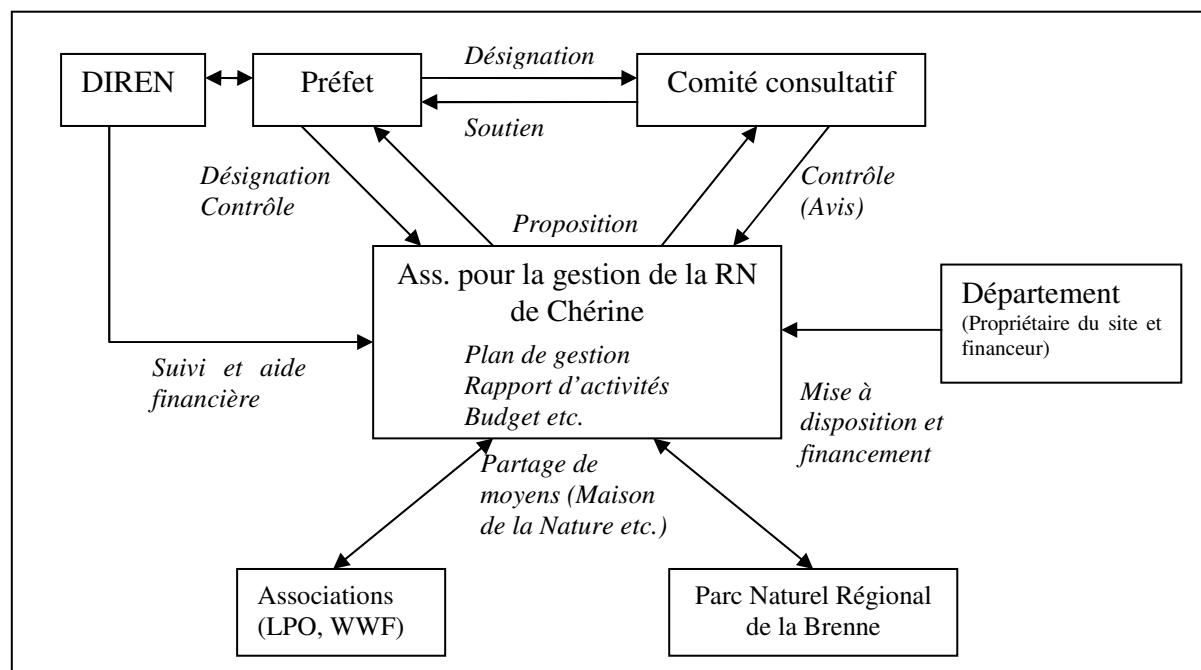 Désignation
DIREN
Préfet
Comité consultatif
Soutien
Désignation
Contrôle
Contrôle
(Avis)
Proposition
Ass. pour la gestion de la RN
de Chérine
Plan de gestion
Rapport d’activités
Budget etc.
Département
(Propriétaire du site et
financeur)
Suivi et aide
financière
Mise à
disposition et
financement
Partage de
moyens (Maison
de la Nature etc.)
Associations
(LPO, WWF)
Parc Naturel Régional
de la Brenne